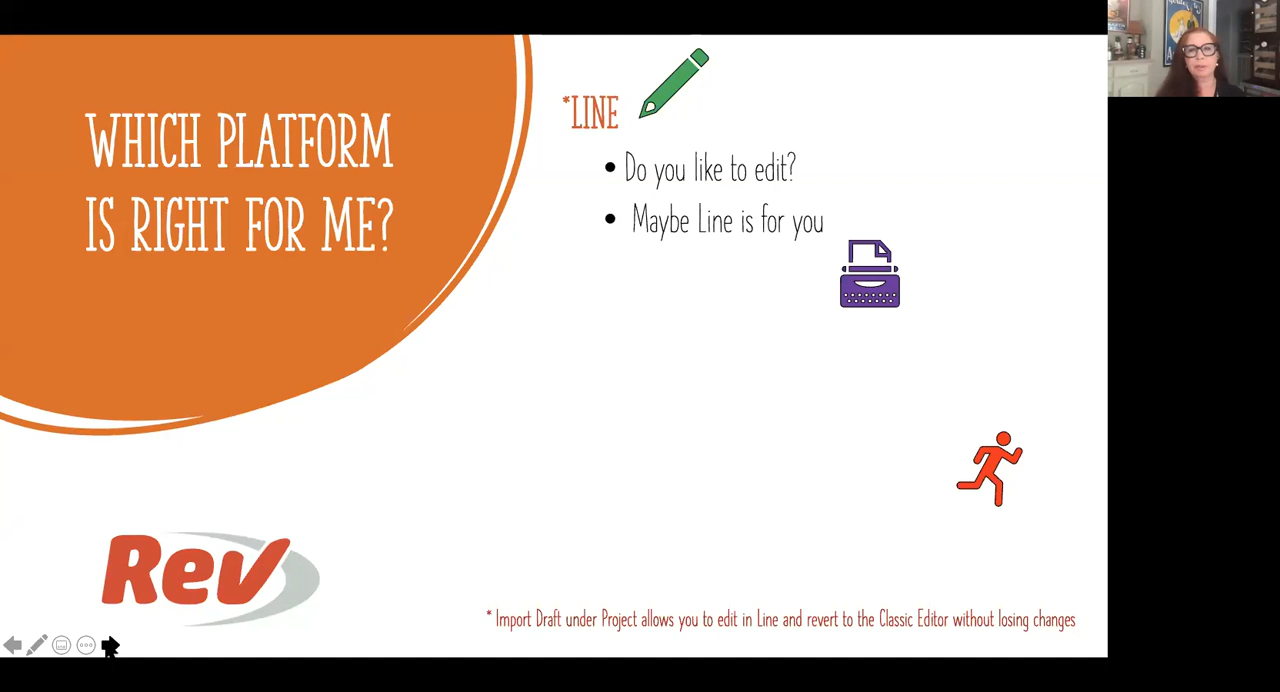 WHICH PLATFORM
IS RIGHT FOR ME?
*LINE
• Do you like to edit?
• Maybe Line is for you
Rev
* Import Draft under Project allows you to edit in Line and revert to the Classic Editor without losing changes